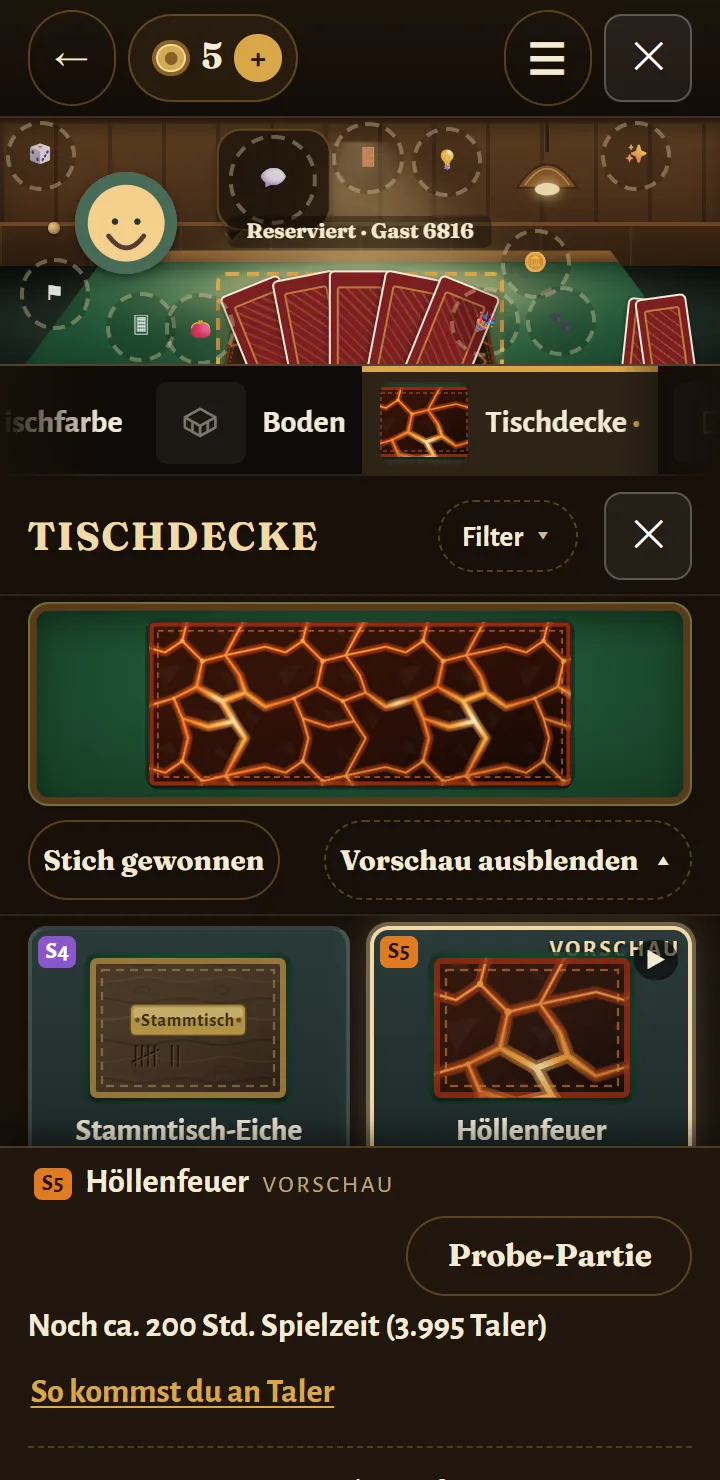 ← 5 +
Reserviert · Gast 6816
ischfarbe Boden Tischdecke
TISCHDECKE Filter
Stich gewonnen Vorschau ausblenden
S4 S5 VORSCHAU
Stammtisch
Stammtisch-Eiche Höllenfeuer
S5 Höllenfeuer VORSCHAU
Probe-Partie
Noch ca. 200 Std. Spielzeit (3.995 Taler)
So kommst du an Taler